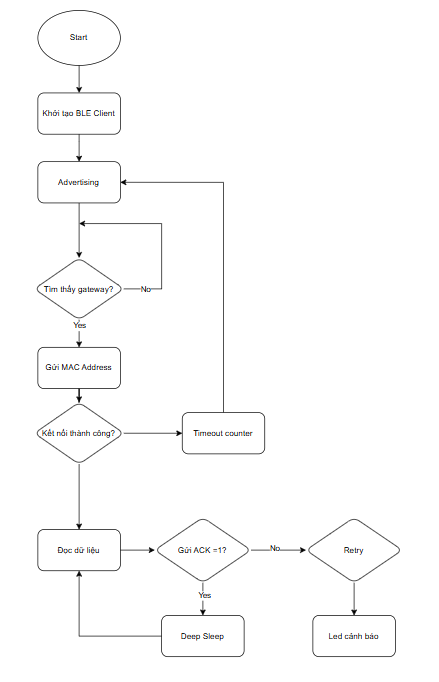 Start
Khởi tạo BLE Client
Advertising
Tìm thấy gateway?
No
Yes
Gửi MAC Address
Kết nối thành công?
Timeout counter
Đọc dữ liệu
Gửi ACK =1?
No
Retry
Yes
Deep Sleep
Led cảnh báo